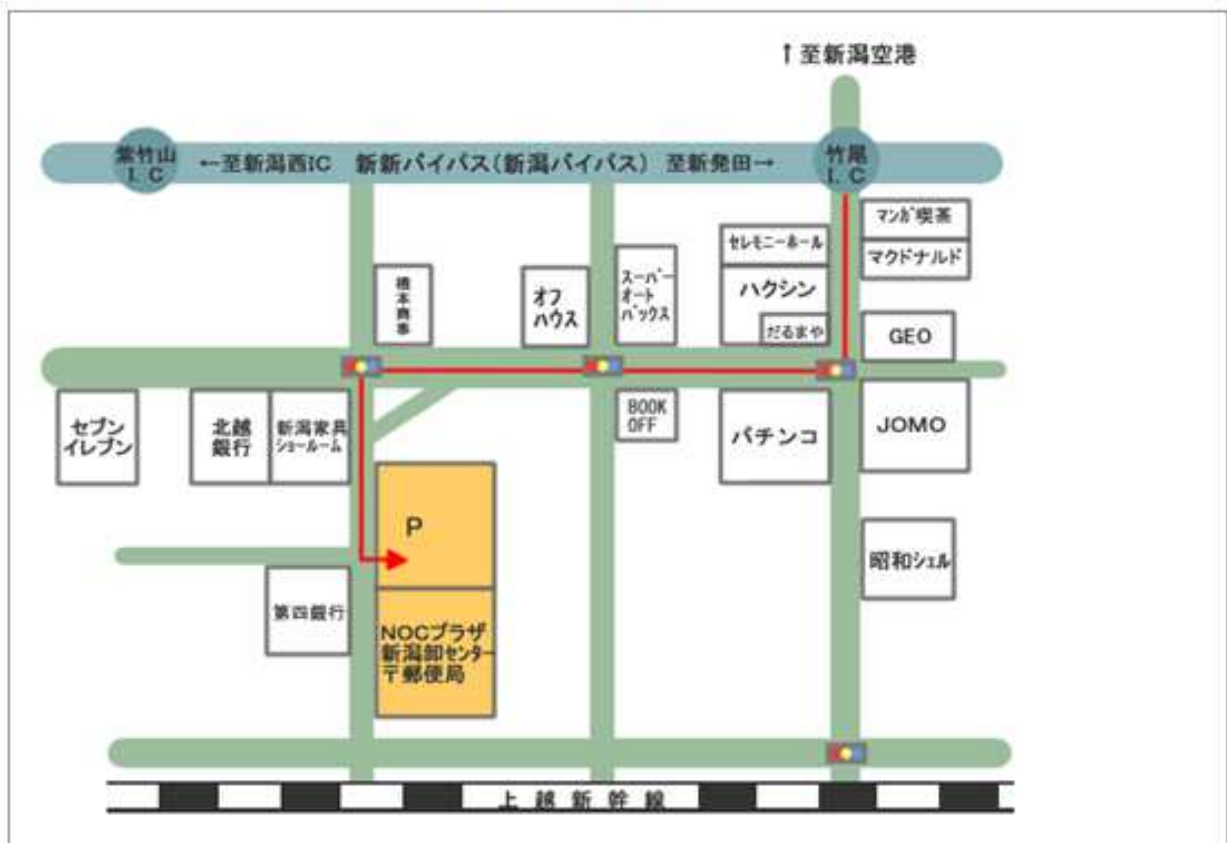 ↑至新潟空港
紫竹山
I. C
←至新潟西IC 新新バイパス(新潟バイパス) 至新発田→
竹尾
I. C
マンガ喫茶
マクドナルド
セレモニーホール
ハクシン
だるまや
GEO
橋本商事
オフ
ハウス
スーパー
オート
バックス
セブン
イレブン
北越
銀行
新潟家具
ショールーム
BOOK
OFF
パチンコ
JOMO
P
昭和シェル
第四銀行
NOCプラザ
新潟卸センター
〒郵便局
上越新幹線